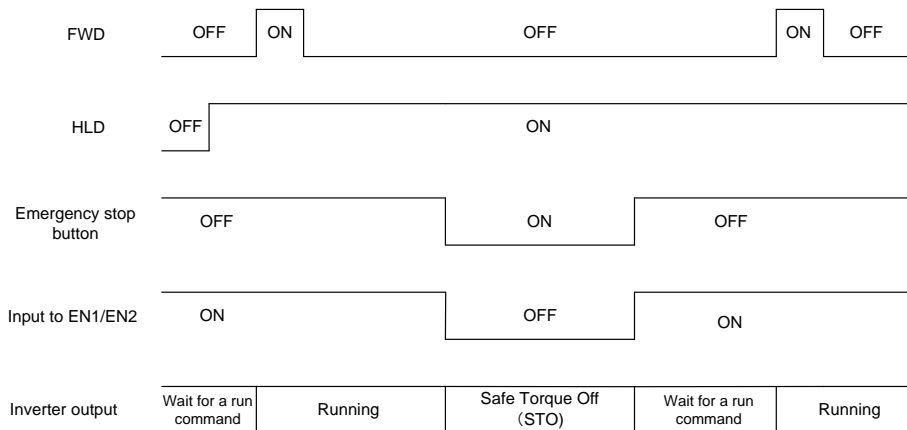 FWD OFF ON OFF ON OFF
HLD OFF ON
Emergency stop
button
OFF ON OFF
Input to EN1/EN2 ON OFF ON
Inverter output
Wait for a run
command
Running
Safe Torque Off
(STO)
Wait for a run
command
Running